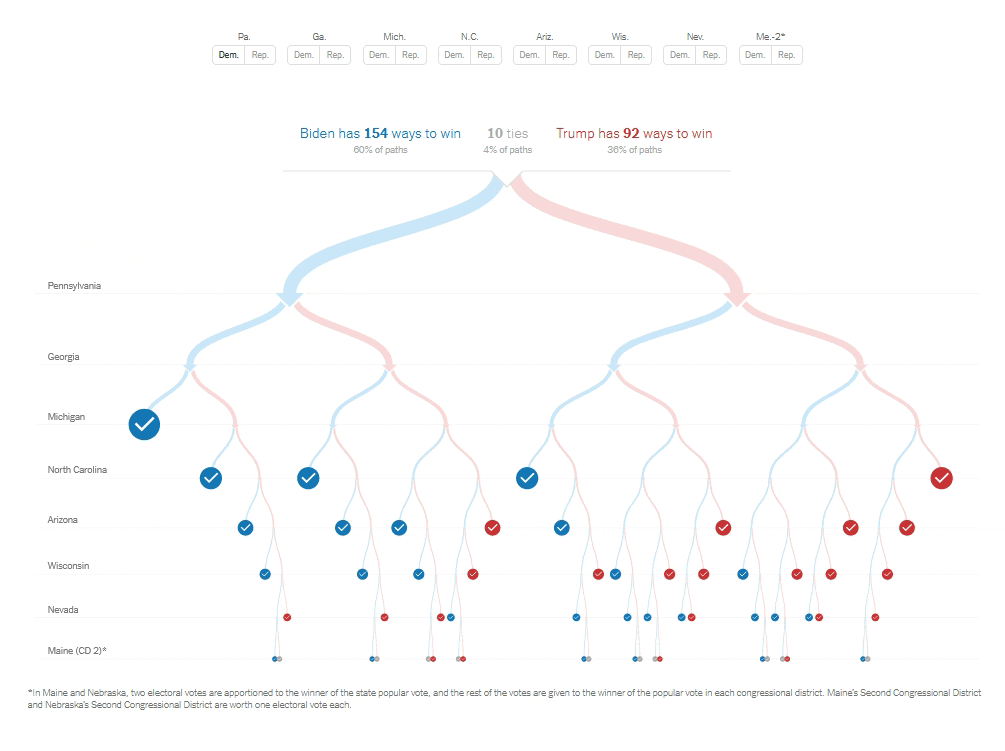 Pa. Ga. Mich. N.C. Ariz. Wis. Nev. Me.-2*
Dem. Rep. Dem. Rep. Dem. Rep. Dem. Rep. Dem. Rep. Dem. Rep. Dem. Rep. Dem. Rep.
Biden has 154 ways to win 10 ties Trump has 92 ways to win
60% of paths 4% of paths 36% of paths
Pennsylvania
Georgia
Michigan
North Carolina
Arizona
Wisconsin
Nevada
Maine (CD 2)*
*In Maine and Nebraska, two electoral votes are apportioned to the winner of the state popular vote, and the rest of the votes are given to the winner of the popular vote in each congressional district. Maine's Second Congressional District
and Nebraska's Second Congressional District are worth one electoral vote each.